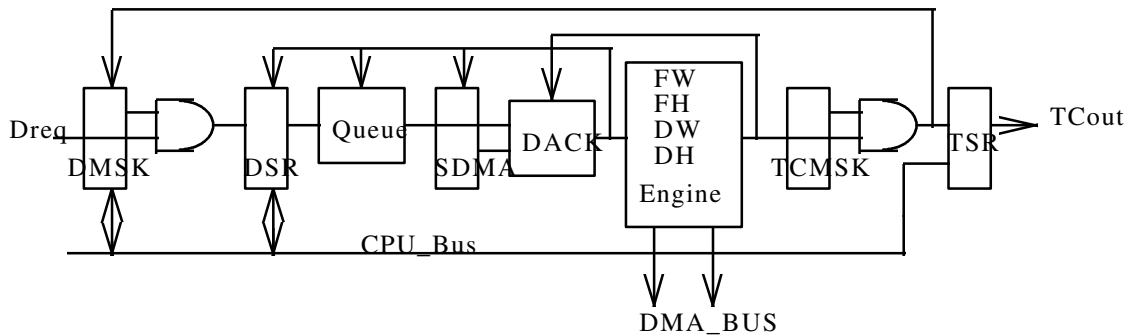 Dreq
DMSK
DSR
Queue
SDMA
DACK
FW
FH
DW
DH
Engine
TCMSK
TSR
TCout
CPU_Bus
DMA_BUS